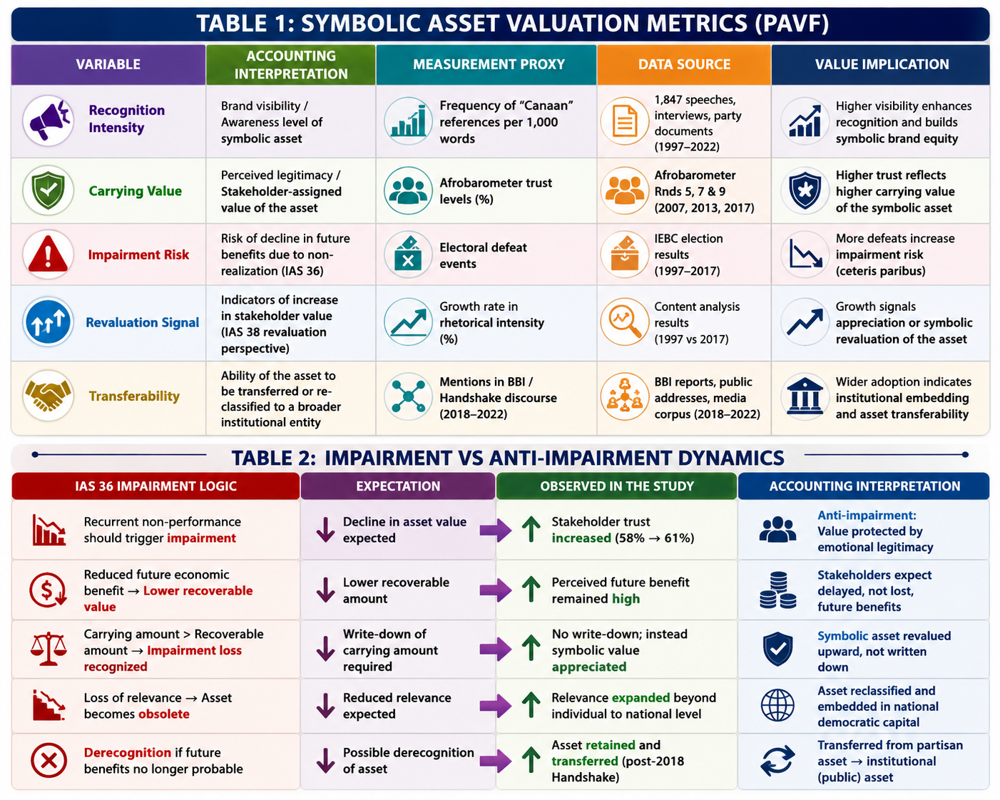 TABLE 1: SYMBOLIC ASSET VALUATION METRICS (PAVF)
VARIABLE
ACCOUNTING
INTERPRETATION
MEASUREMENT PROXY
DATA SOURCE
VALUE IMPLICATION
Recognition
Intensity
Brand visibility /
Awareness level of
symbolic asset
Frequency of “Canaan”
references per 1,000
words
1,847 speeches,
interviews, party
documents
(1997–2022)
Higher visibility enhances
recognition and builds
symbolic brand equity
Carrying Value
Perceived legitimacy /
Stakeholder-assigned
value of the asset
Afrobarometer trust
levels (%)
Afrobarometer
Rnds 5, 7 & 9
(2007, 2013, 2017)
Higher trust reflects
higher carrying value
of the symbolic asset
Impairment Risk
Risk of decline in future
benefits due to non-
realization (IAS 36)
Electoral defeat
events
IEBC election
results
(1997–2017)
More defeats increase
impairment risk
(ceteris paribus)
Revaluation Signal
Indicators of increase
in stakeholder value
(IAS 38 revaluation
perspective)
Growth rate in
rhetorical intensity
(%)
Content analysis
results
(1997 vs 2017)
Growth signals
appreciation or symbolic
revaluation of the asset
Transferability
Ability of the asset to
be transferred or re-
classified to a broader
institutional entity
Mentions in BBI /
Handshake discourse
(2018–2022)
BBI reports, public
addresses, media
corpus (2018–2022)
Wider adoption indicates
institutional embedding
and asset transferability
TABLE 2: IMPAIRMENT VS ANTI-IMPAIRMENT DYNAMICS
IAS 36 IMPAIRMENT LOGIC
EXPECTATION
OBSERVED IN THE STUDY
ACCOUNTING INTERPRETATION
Recurrent non-performance
should trigger impairment
Decline in asset value
expected
Stakeholder trust
increased (58% → 61%)
Anti-impairment:
Value protected by
emotional legitimacy
$
Reduced future economic
benefit → Lower recoverable
value
Lower recoverable
amount
Perceived future benefit
remained high
Stakeholders expect
delayed, not lost,
future benefits
Carrying amount > Recoverable
amount → Impairment loss
recognized
Write-down of
carrying amount
required
No write-down; instead
symbolic value
appreciated
Symbolic asset revalued
upward, not written
down
Loss of relevance → Asset
becomes obsolete
Reduced relevance
expected
Relevance expanded beyond
individual to national level
Asset reclassified and
embedded in national
democratic capital
Derecognition if future
benefits no longer probable
Possible derecognition
of asset
Asset retained and
transferred (post-2018
Handshake)
Transferred from partisan
asset → institutional
(public) asset